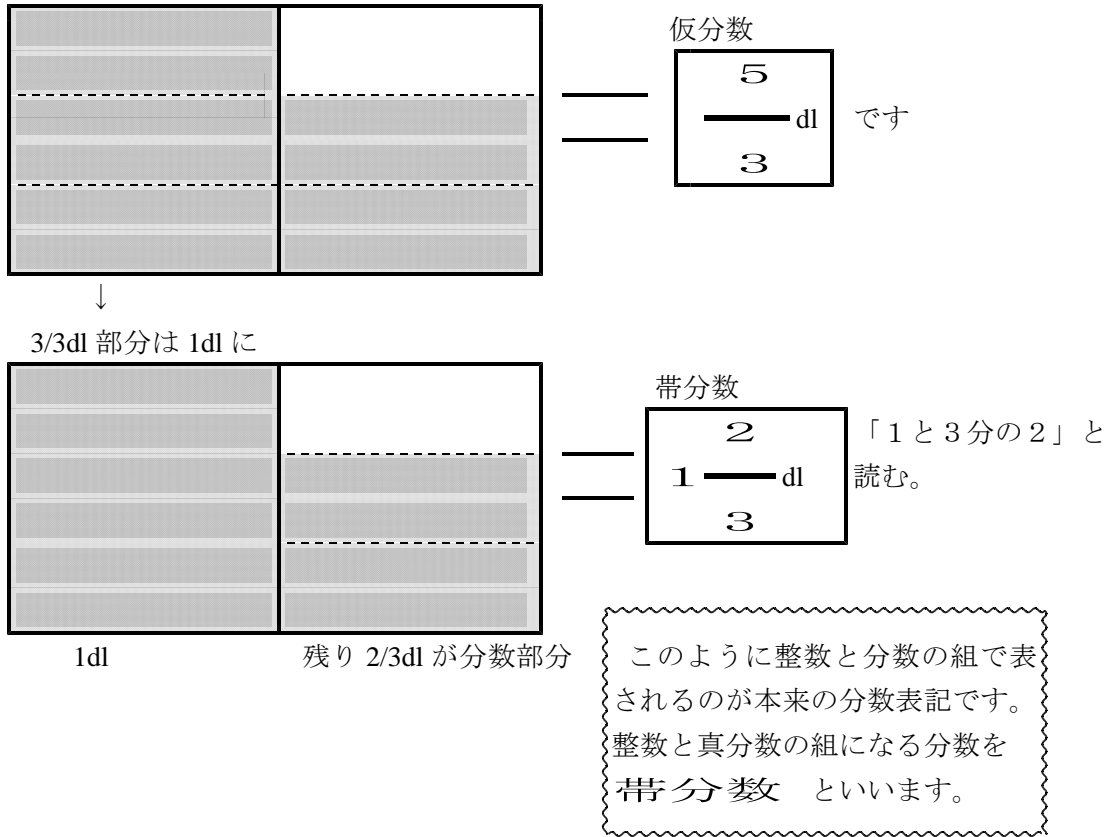 仮分数
5
dl です
3
↓
3/3dl 部分は 1dl に
帯分数
2
1 dl
3
「１と３分の２」と
読む。
1dl 残り 2/3dl が分数部分
このように整数と分数の組で表
されるのが本来の分数表記です。
整数と真分数の組になる分数を
帯分数 といいます。